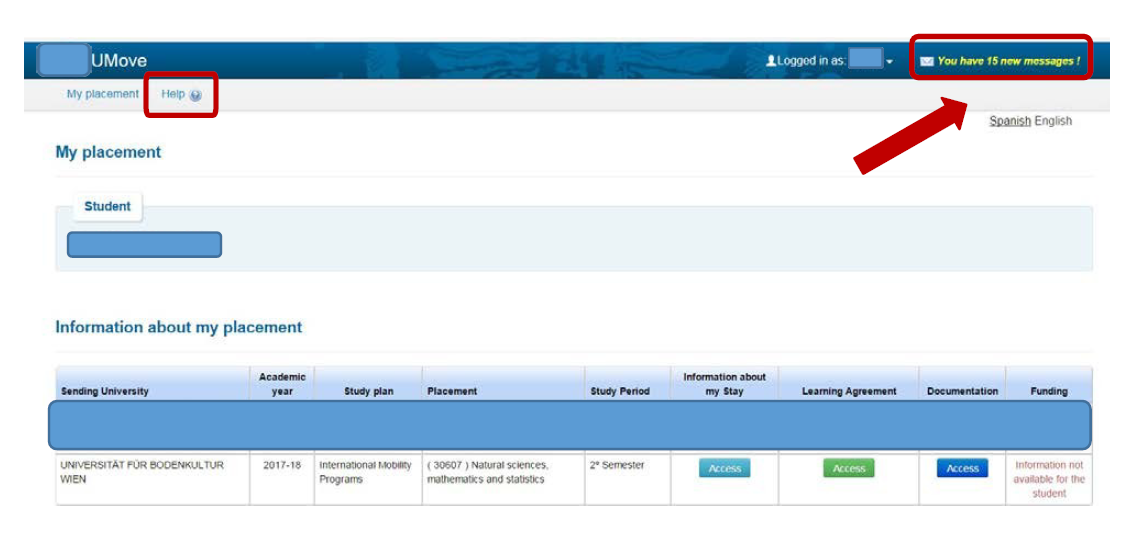 UMove
Logged in as:
You have 15 new messages !
My placement Help
Spanish English
My placement
Student
Information about my placement
Sending University
Academic
year
Study plan
Placement
Study Period
Information about
my Stay
Learning Agreement
Documentation
Funding
UNIVERSITÄT FÜR BODENKULTUR
WIEN
2017-18
International Mobility
Programs
( 30607 ) Natural sciences,
mathematics and statistics
2º Semester
Access
Access
Access
Information not
available for the
student